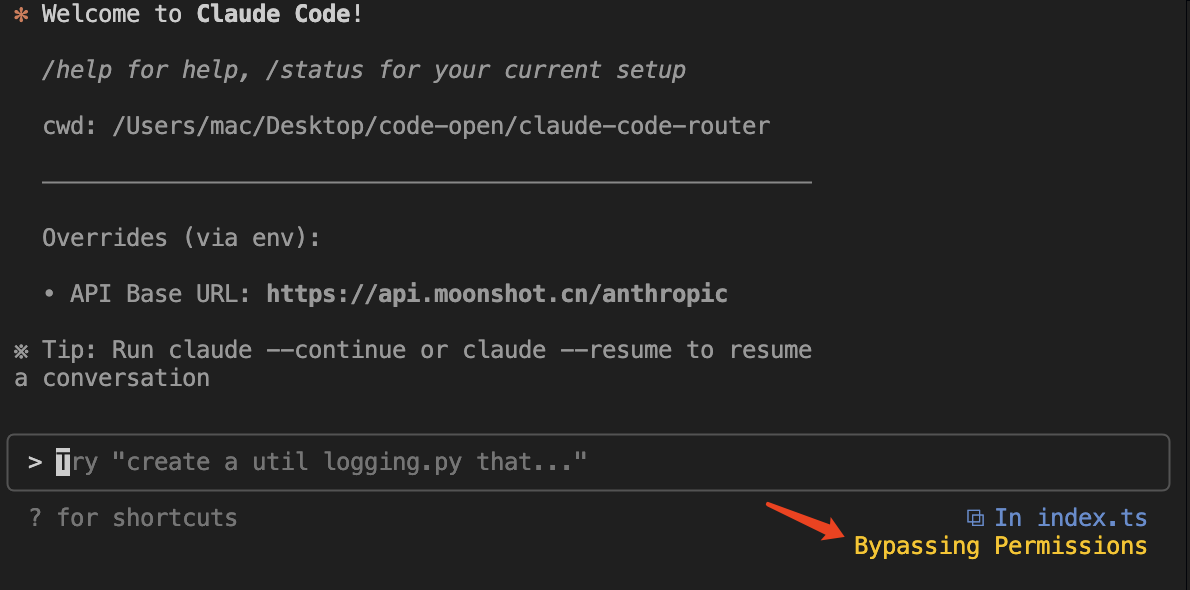 ✻ Welcome to Claude Code!
/help for help, /status for your current setup
cwd: /Users/mac/Desktop/code-open/claude-code-router
Overrides (via env):
• API Base URL: https://api.moonshot.cn/anthropic
※ Tip: Run claude --continue or claude --resume to resume
a conversation
> Try "create a util logging.py that..."
? for shortcuts
⧉ In index.ts
Bypassing Permissions